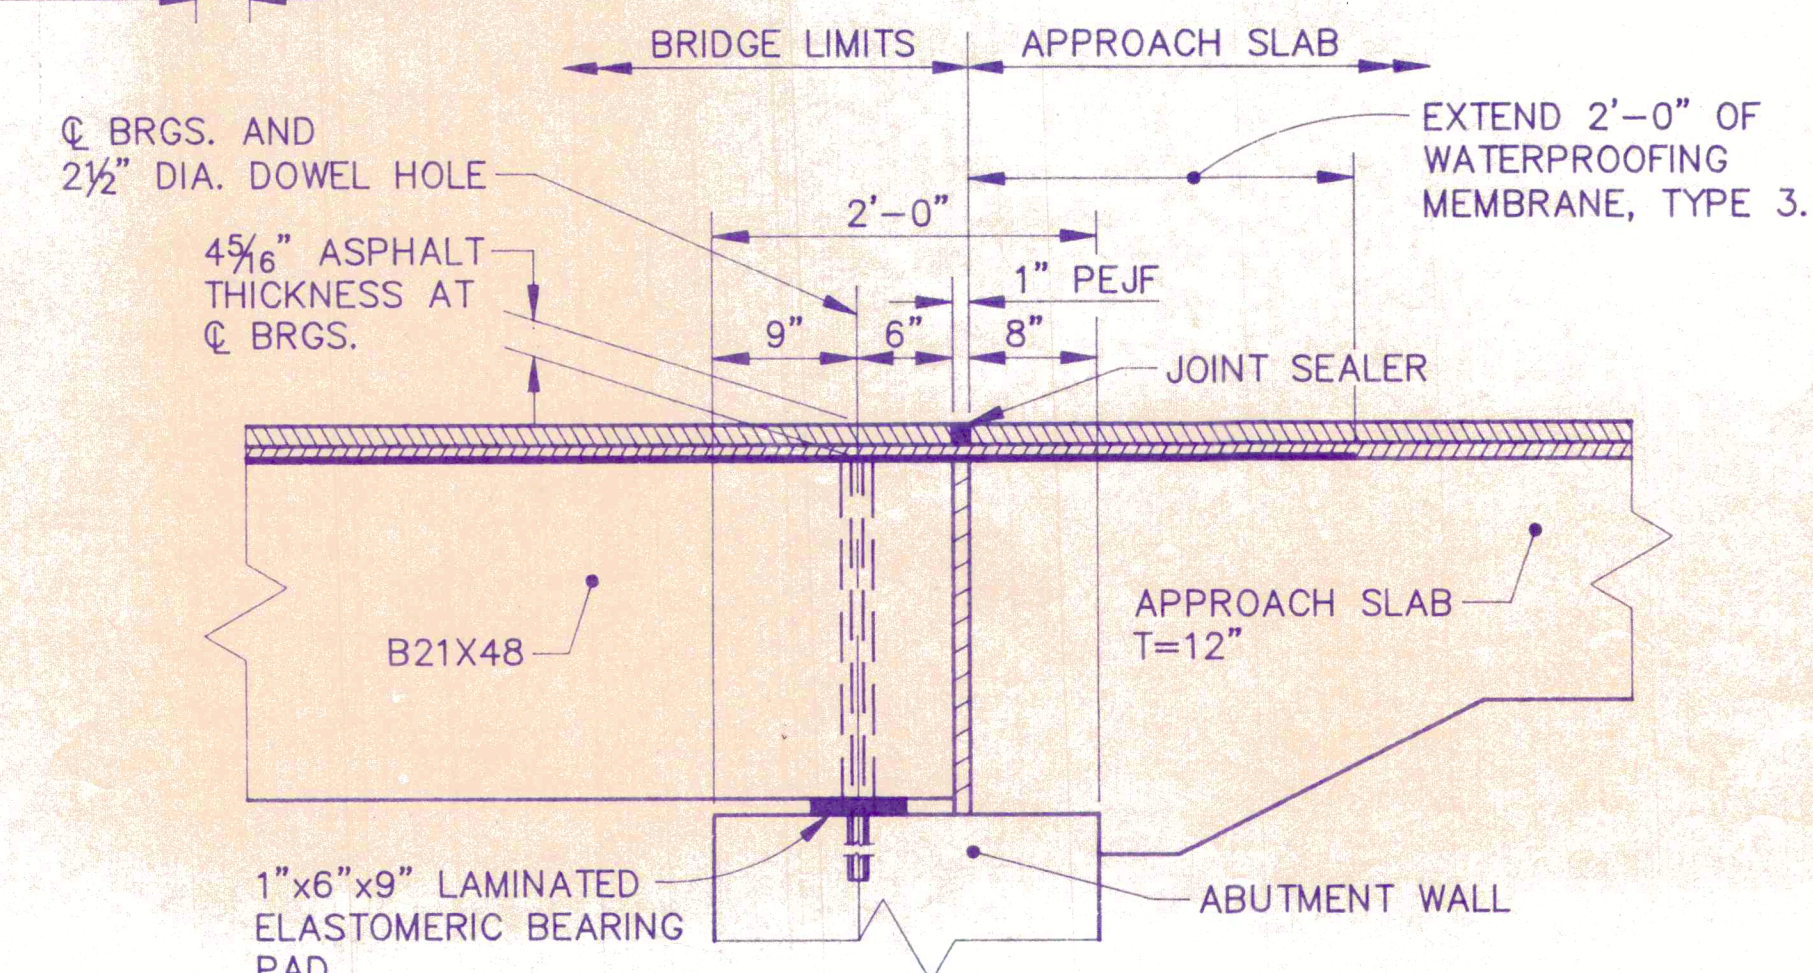 BRIDGE LIMITS
APPROACH SLAB
℄ BRGS. AND
2½" DIA. DOWEL HOLE
EXTEND 2'-0" OF
WATERPROOFING
MEMBRANE, TYPE 3.
2'-0"
4 5/16" ASPHALT
THICKNESS AT
℄ BRGS.
1" PEJF
9"
6"
8"
JOINT SEALER
B21X48
APPROACH SLAB
T=12"
1"x6"x9" LAMINATED
ELASTOMERIC BEARING
PAD
ABUTMENT WALL